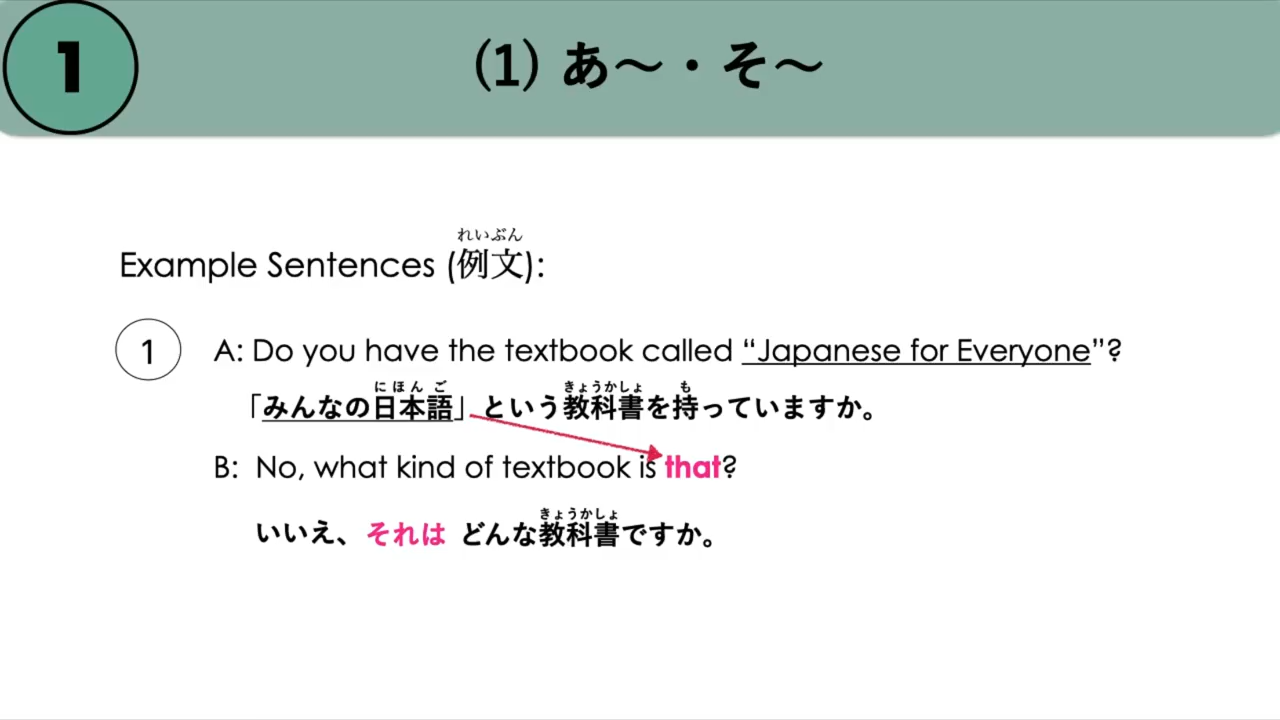 1
(1) あ〜・そ〜
れいぶん
Example Sentences (例文):
1
A: Do you have the textbook called “Japanese for Everyone”?
にほんご きょうかしょ も
「みんなの日本語」という教科書を持っていますか。
B: No, what kind of textbook is that?
きょうかしょ
いいえ、それは どんな教科書ですか。